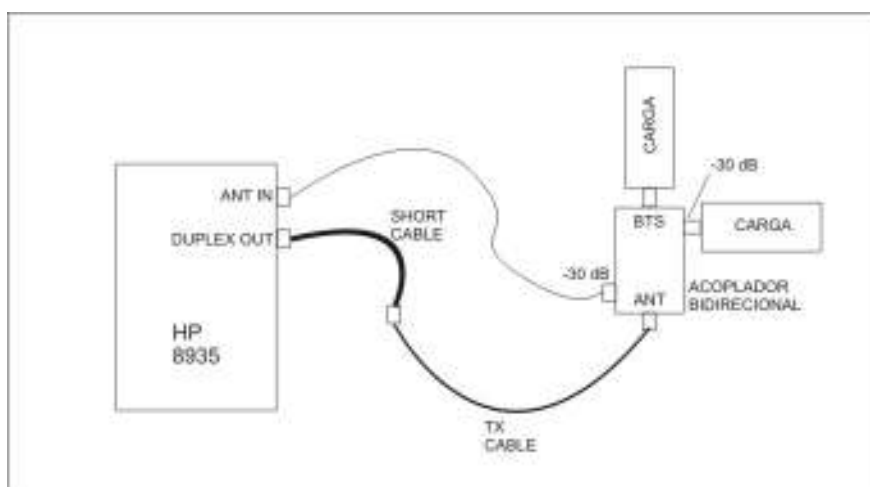 ANT IN
DUPLEX OUT
HP
8935
SHORT
CABLE
TX
CABLE
-30 dB
CARGA
-30 dB
BTS
CARGA
ANT
ACOPLADOR
BIDIRECIONAL